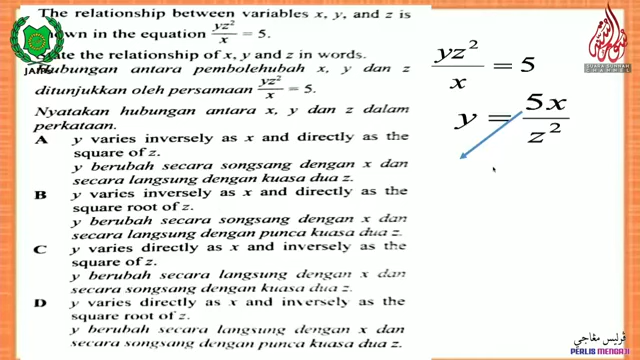 The relationship between variables x, y, and z is
own in the equation yz²/x = 5.
ate the relationship of x, y and z in words.
Hubungan antara pembolehubah x, y dan z
ditunjukkan oleh persamaan yz²/x = 5.
Nyatakan hubungan antara x, y dan z dalam
perkataan.
A y varies inversely as x and directly as the
square of z.
y berubah secara songsang dengan x dan
secara langsung dengan kuasa dua z.
B y varies inversely as x and directly as the
square root of z.
y berubah secara songsang dengan x dan
secara langsung dengan punca kuasa dua z.
C y varies directly as x and inversely as the
square of z.
y berubah secara langsung dengan x dan
secara songsang dengan kuasa dua z.
D y varies directly as x and inversely as the
square root of z.
y berubah secara langsung dengan x dan
secara songsang dengan punca kuasa dua z.
yz²/x = 5
y = 5x/z²
فرليس مڠاجي
PERLIS MENGAJI